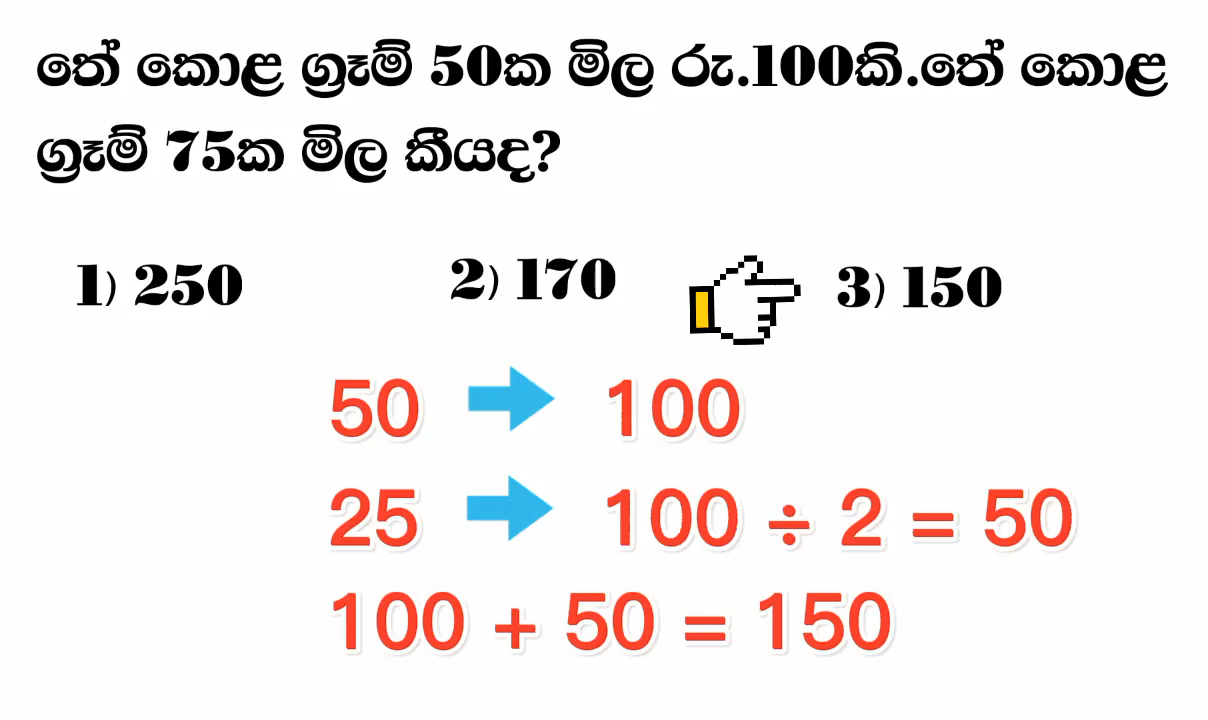 තේ කොළ ග්‍රෑම් 50ක මිල රු.100කි.තේ කොළ
ග්‍රෑම් 75ක මිල කීයද?
1) 250 2) 170 3) 150
50 100
25 100 ÷ 2 = 50
100 + 50 = 150